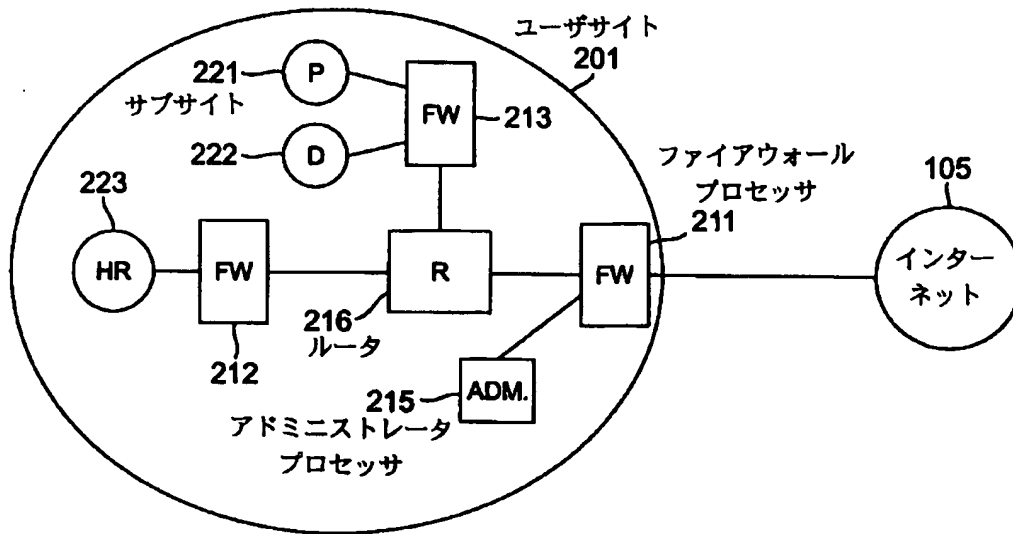 ユーザサイト
201
221
P
サブサイト
FW
213
222
D
ファイアウォール
プロセッサ
211
105
223
HR
FW
R
FW
インター
ネット
212
216
ルータ
215
ADM.
アドミニストレータ
プロセッサ